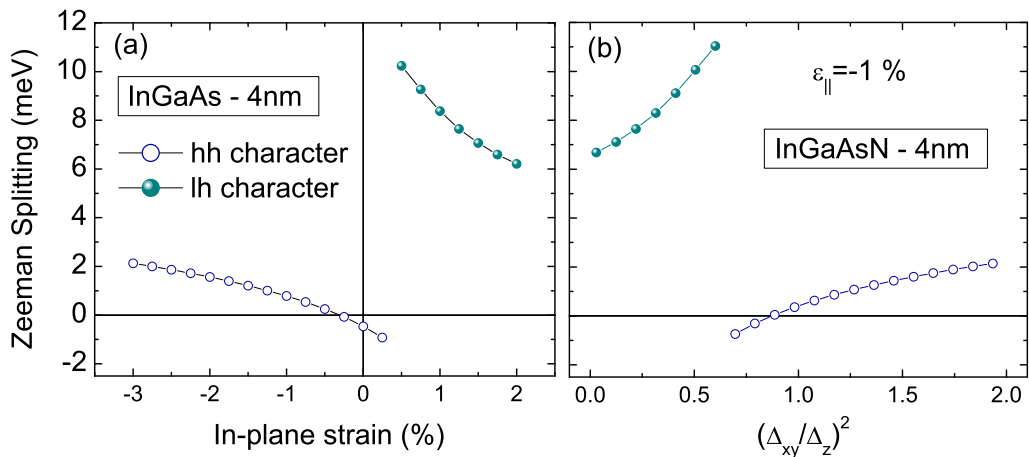 Zeeman Splitting (meV)
12
10
8
6
4
2
0
-2
(a)
InGaAs - 4nm
hh character
lh character
-3
-2
-1
0
1
2
In-plane strain (%)
(b)
ε||=-1 %
InGaAsN - 4nm
0.0
0.5
1.0
1.5
2.0
(Δxy/Δz)2